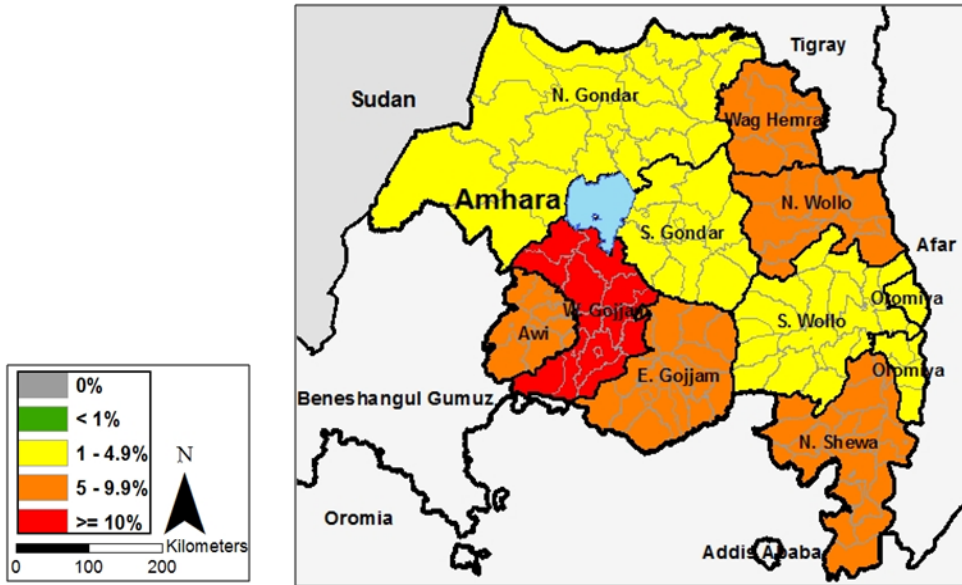 Tigray
Sudan
N. Gondar
Wag Hemra
Amhara
N. Wollo
S. Gondar
Afar
Oromiya
W. Gojjam
S. Wollo
Awi
Oromiya
E. Gojjam
Beneshangul Gumuz
N. Shewa
Oromia
Addis Ababa
0%
< 1%
1 - 4.9%
5 - 9.9%
>= 10%
N
Kilometers
0 100 200